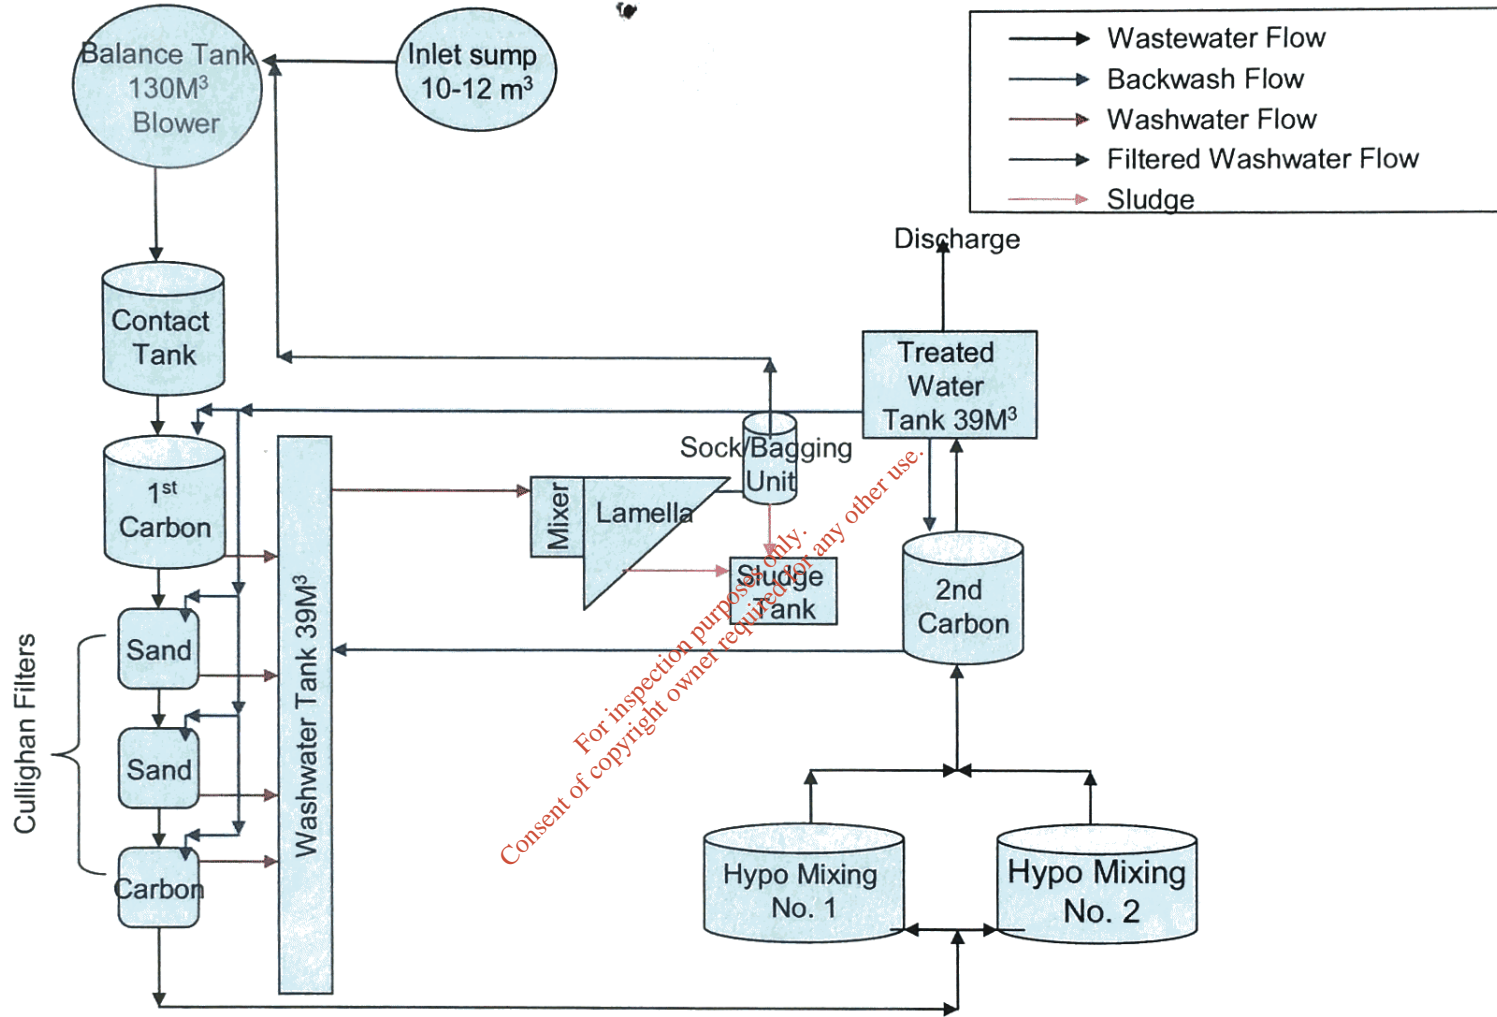 Balance Tank
130M³
Blower
Inlet sump
10-12 m³
Wastewater Flow
Backwash Flow
Washwater Flow
Filtered Washwater Flow
Sludge
Discharge
Contact
Tank
Treated
Water
Tank 39M³
1st
Carbon
Sock/Bagging
Unit
Mixer
Lamella
Sludge
Tank
2nd
Carbon
Cullighan Filters
Sand
Sand
Carbon
Washwater Tank 39M³
Hypo Mixing
No. 1
Hypo Mixing
No. 2
For inspection purposes only.
Consent of copyright owner required for any other use.